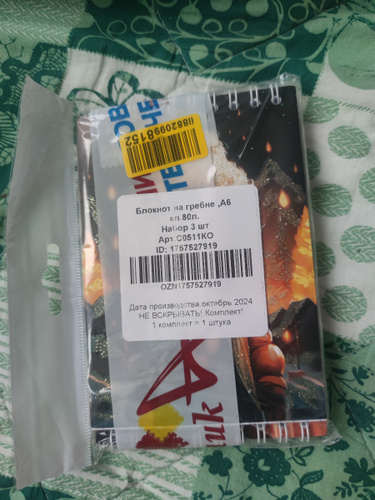 ii8620998152
Блокнот на гребне ,А6
кл.80л.
Набор 3 шт
Арт.С0511КО
ID: 1757527919
OZN1757527919
Дата производства:октябрь 2024
НЕ ВСКРЫВАТЬ! Комплект!
1 комплект = 1 штука